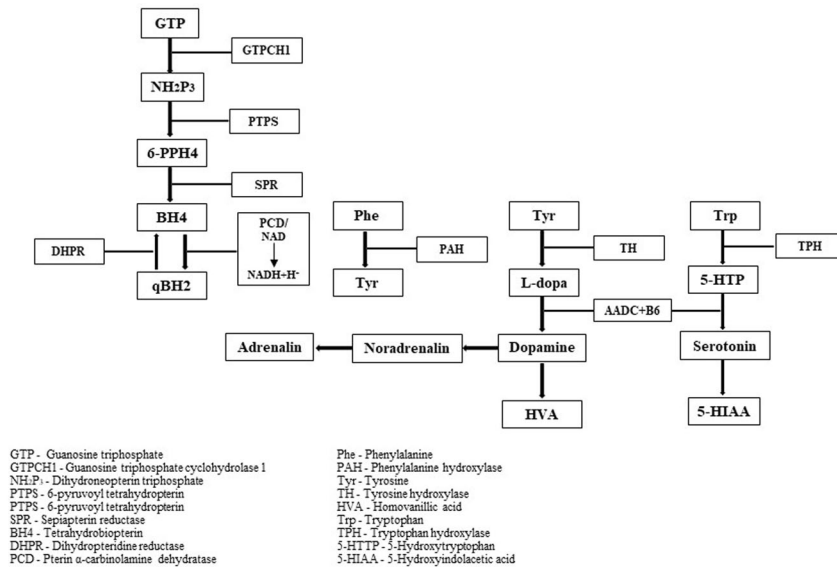 GTP
GTPCH1
NH2P3
PTPS
6-PPH4
SPR
BH4
DHPR
PCD/
NAD
NADH+H-
qBH2
Phe
PAH
Tyr
Tyr
TH
L-dopa
Trp
TPH
5-HTP
AADC+B6
Adrenalin
Noradrenalin
Dopamine
Serotonin
HVA
5-HIAA
GTP - Guanosine triphosphate
GTPCH1 - Guanosine triphosphate cyclohydrolase 1
NH2P3 - Dihydroneopterin triphosphate
PTPS - 6-pyruvoyl tetrahydropterin
PTPS - 6-pyruvoyl tetrahydropterin
SPR - Sepiapterin reductase
BH4 - Tetrahydrobiopterin
DHPR - Dihydropteridine reductase
PCD - Pterin α-carbinolamine dehydratase
Phe - Phenylalanine
PAH - Phenylalanine hydroxylase
Tyr - Tyrosine
TH - Tyrosine hydroxylase
HVA - Homovanillic acid
Trp - Tryptophan
TPH - Tryptophan hydroxylase
5-HTTP - 5-Hydroxytryptophan
5-HIAA - 5-Hydroxyindolacetic acid